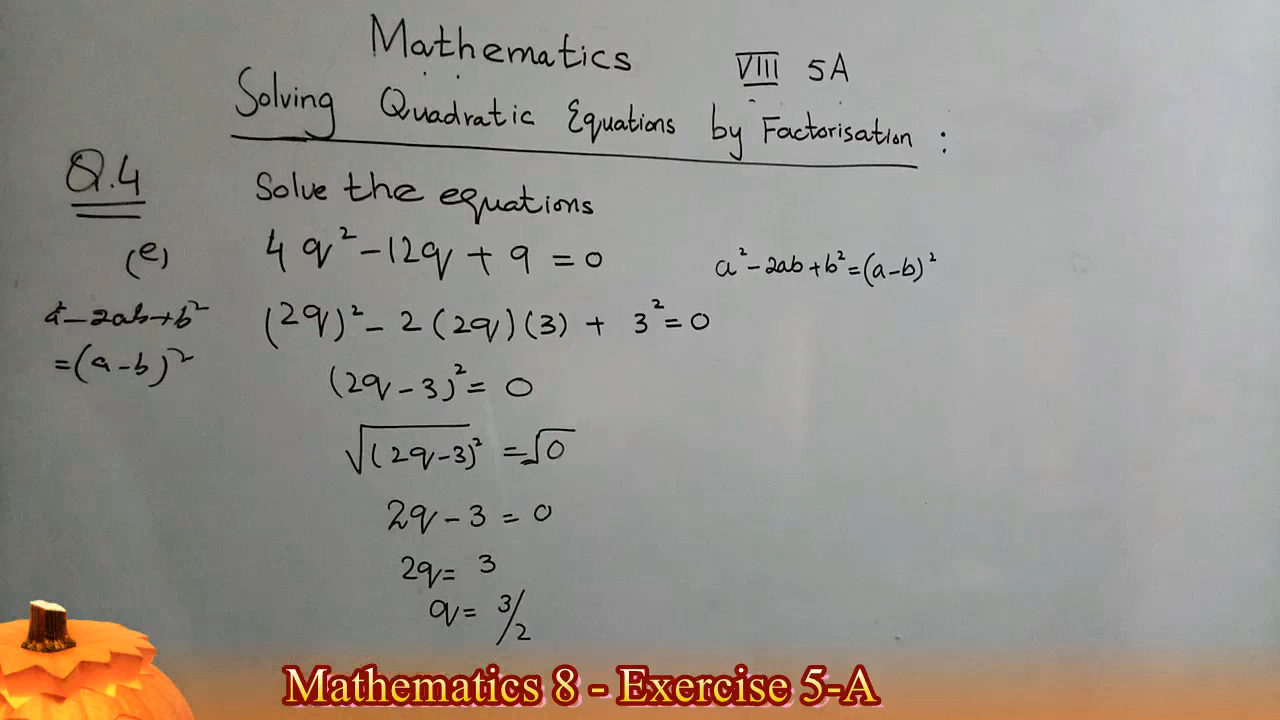 Mathematics VIII 5A
Solving Quadratic Equations by Factorisation :
Q.4 Solve the equations
(e) 4q² - 12q + 9 = 0 a² - 2ab + b² = (a-b)²
a² - 2ab + b² (2q)² - 2(2q)(3) + 3² = 0
= (a-b)² (2q - 3)² = 0
√(2q-3)² = √0
2q - 3 = 0
2q = 3
q = 3/2
Mathematics 8 - Exercise 5-A